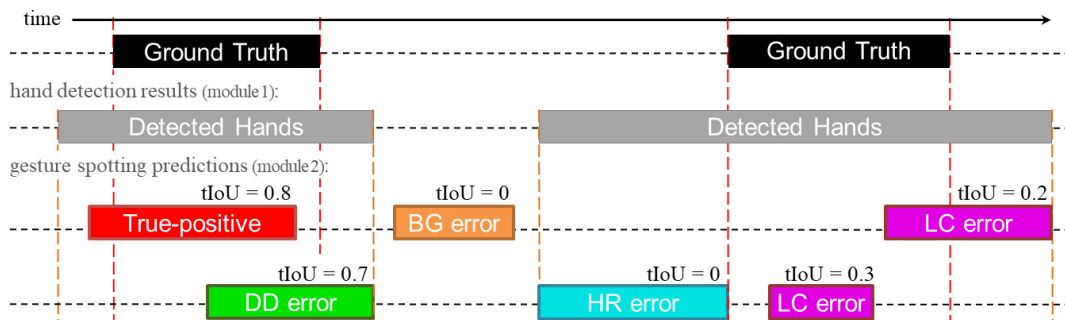 time
Ground Truth Ground Truth
hand detection results (module1):
Detected Hands Detected Hands
gesture spotting predictions (module2):
tIoU = 0.8 tIoU = 0 tIoU = 0.2
True-positive BG error LC error
tIoU = 0.7 tIoU = 0 tIoU = 0.3
DD error HR error LC error